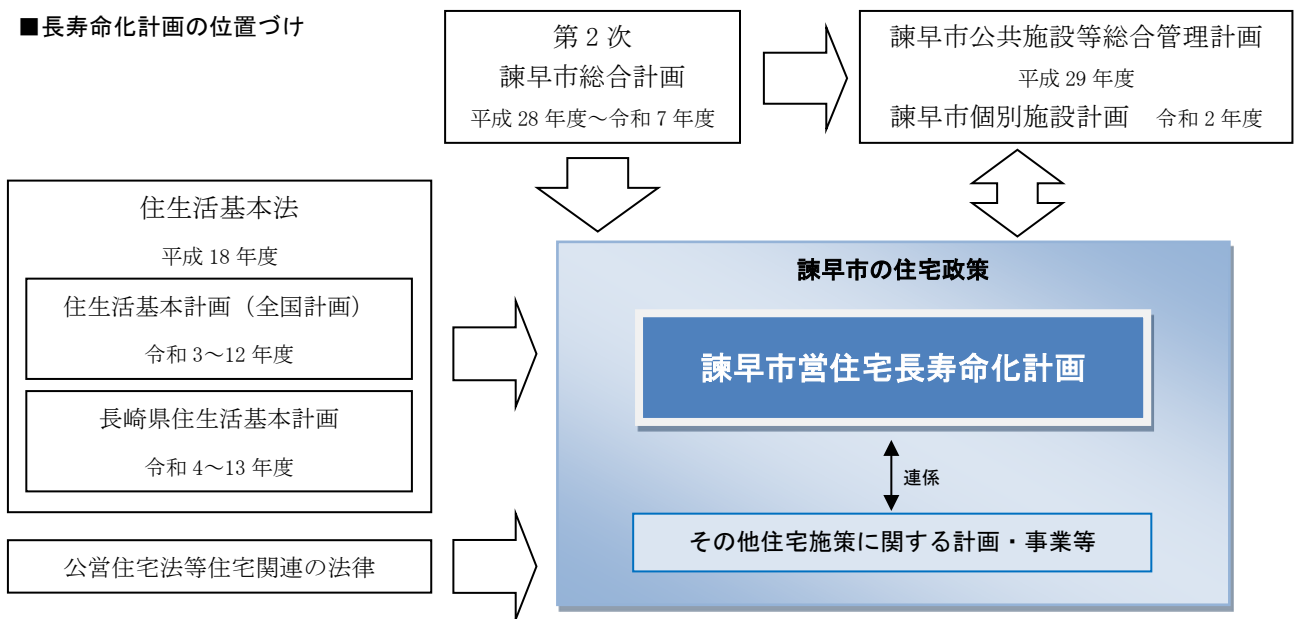 ■長寿命化計画の位置づけ
第２次
諫早市総合計画
平成 28 年度～令和 7 年度
諫早市公共施設等総合管理計画
平成 29 年度
諫早市個別施設計画　令和 2 年度
住生活基本法
平成 18 年度
住生活基本計画（全国計画）
令和 3～12 年度
長崎県住生活基本計画
令和 4～13 年度
公営住宅法等住宅関連の法律
諫早市の住宅政策
諫早市営住宅長寿命化計画
連係
その他住宅施策に関する計画・事業等